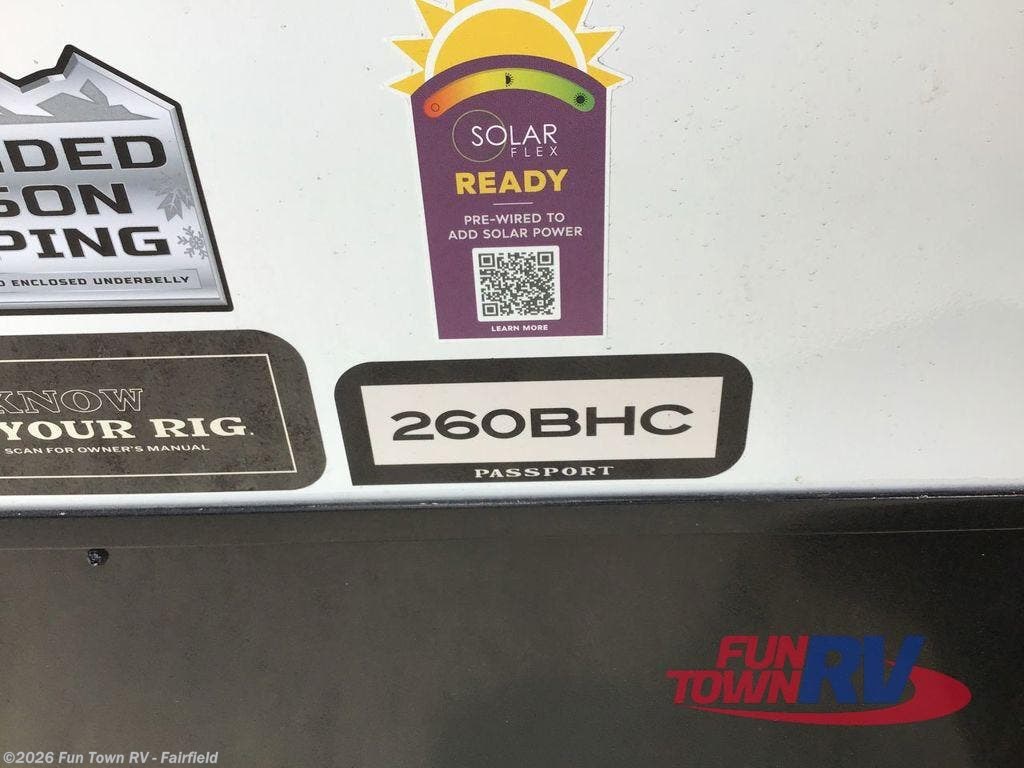 SOLAR
FLEX
READY
PRE-WIRED TO
ADD SOLAR POWER
LEARN MORE
NDED
SON
PING
D ENCLOSED UNDERBELLY
KNOW
YOUR RIG.
SCAN FOR OWNER'S MANUAL
260BHC
PASSPORT
FUN
TOWN RV
©2026 Fun Town RV - Fairfield